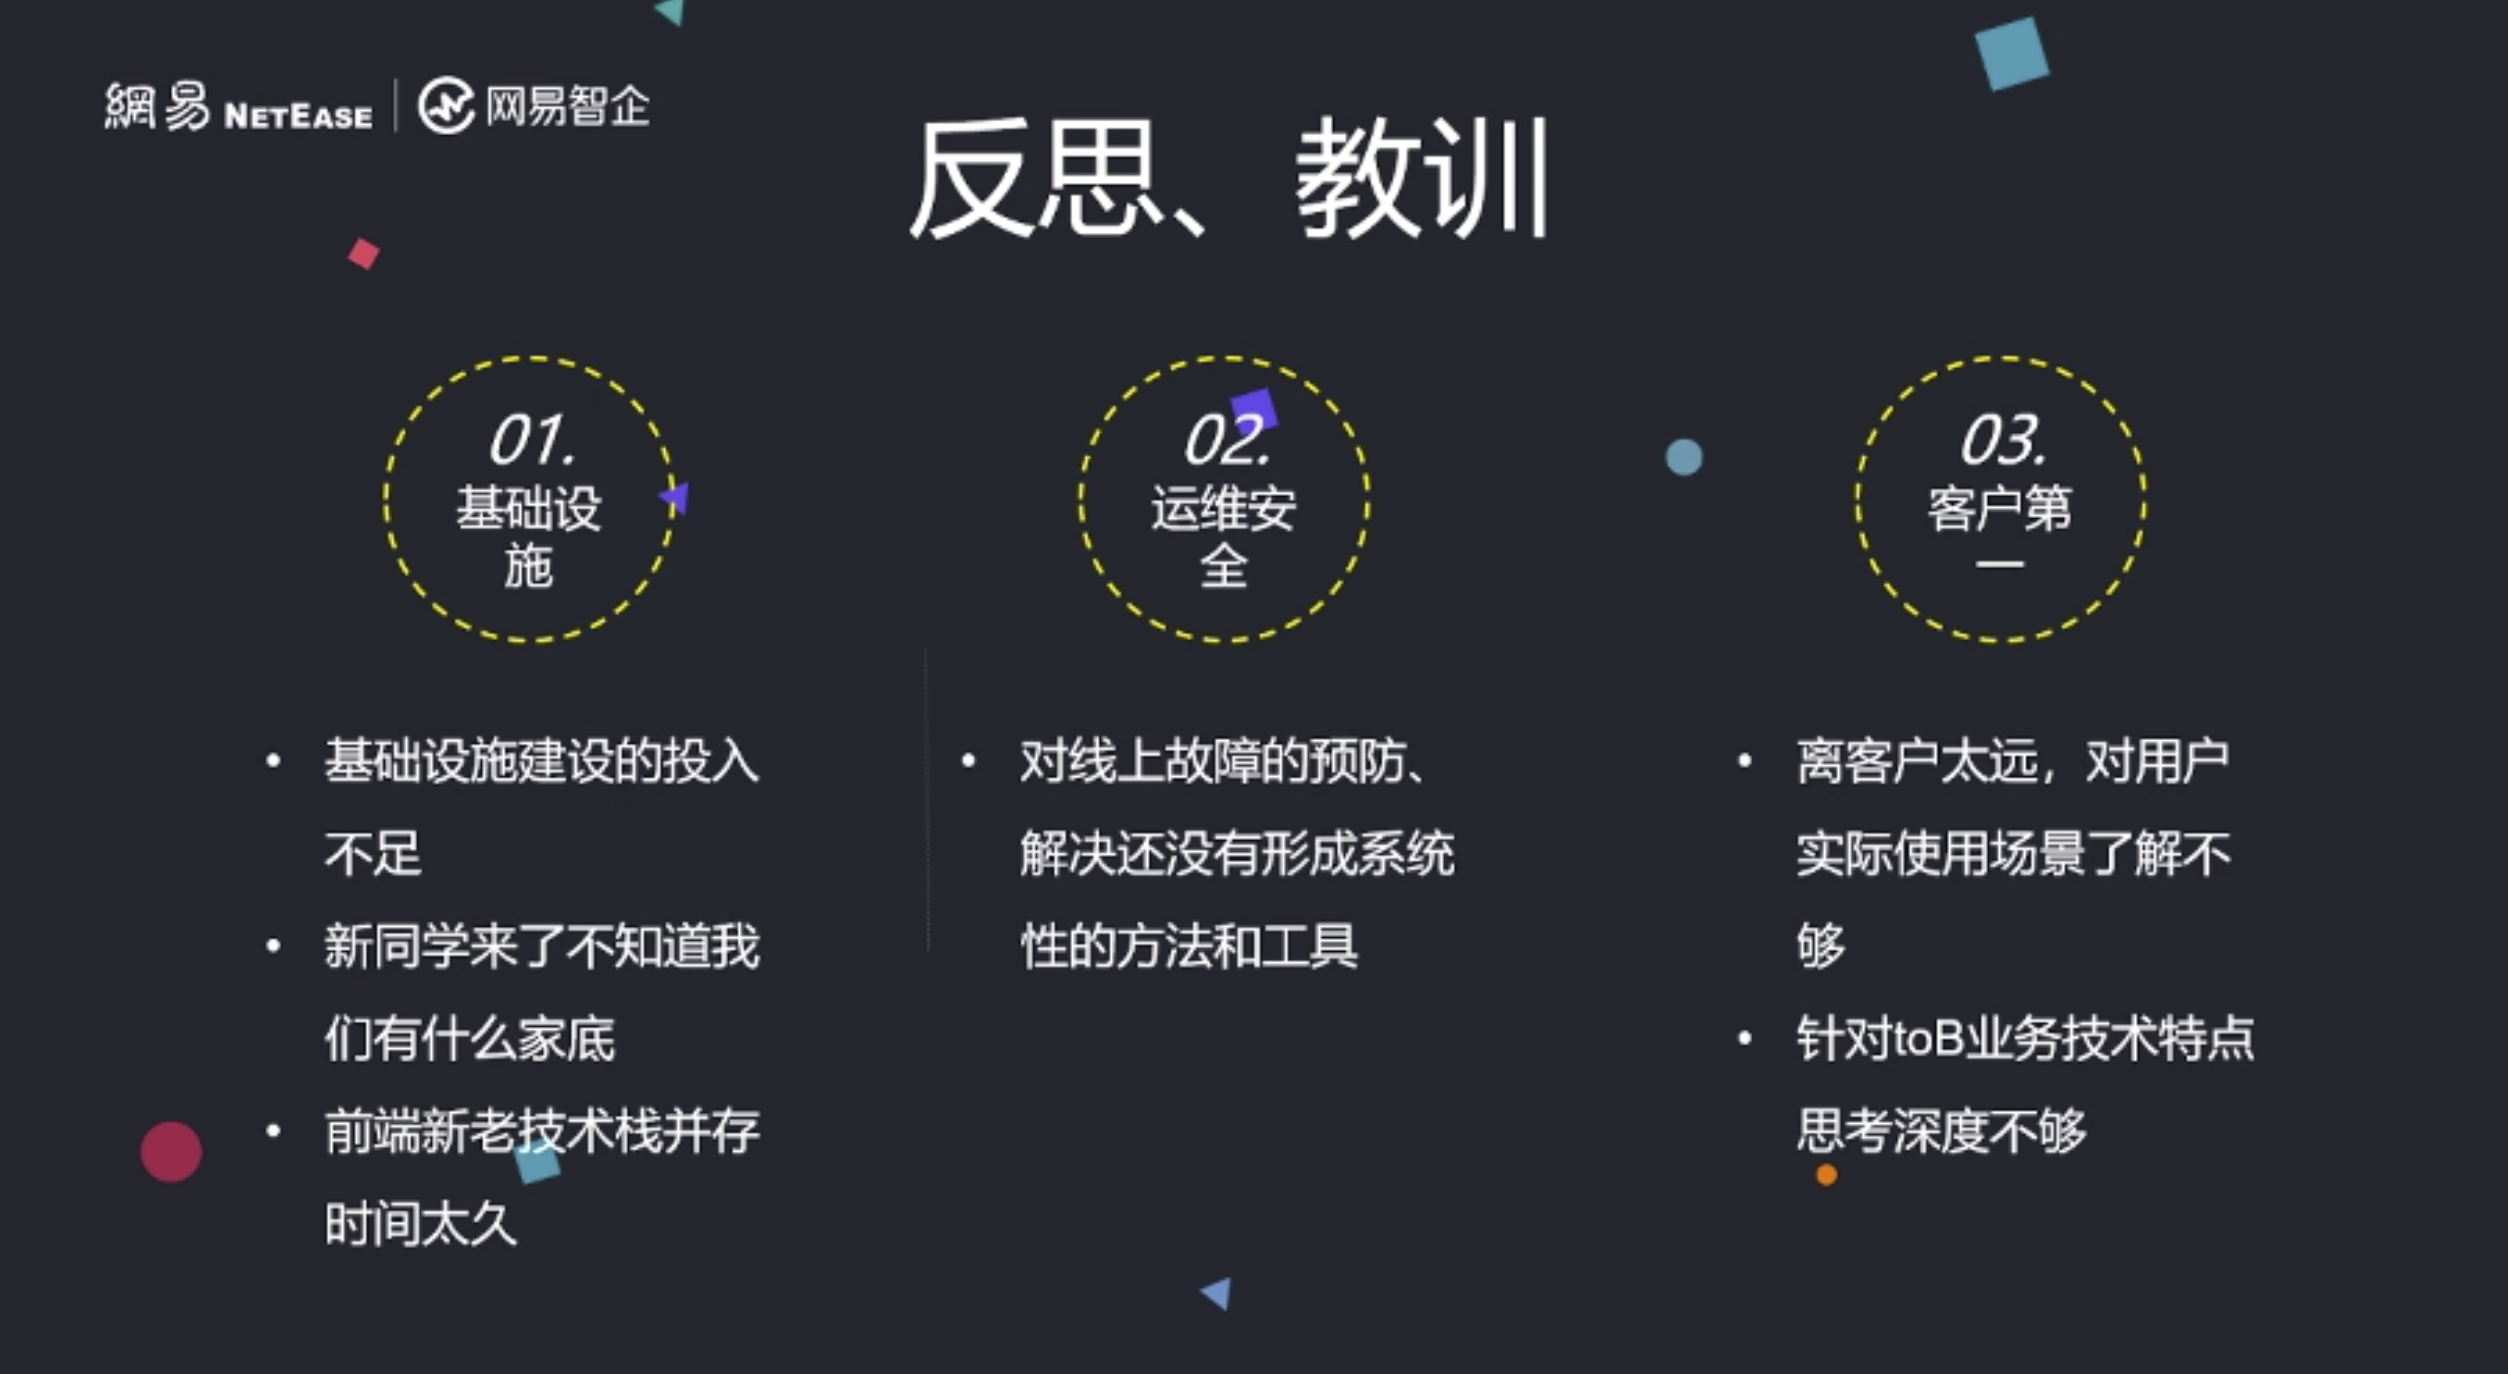 網易 NETEASE 网易智企
反思、教训
01.
基础设
施
基础设施建设的投入
不足
新同学来了不知道我
们有什么家底
前端新老技术栈并存
时间太久
02.
运维安
全
对线上故障的预防、
解决还没有形成系统
性的方法和工具
03.
客户第
一
离客户太远，对用户
实际使用场景了解不
够
针对toB业务技术特点
思考深度不够